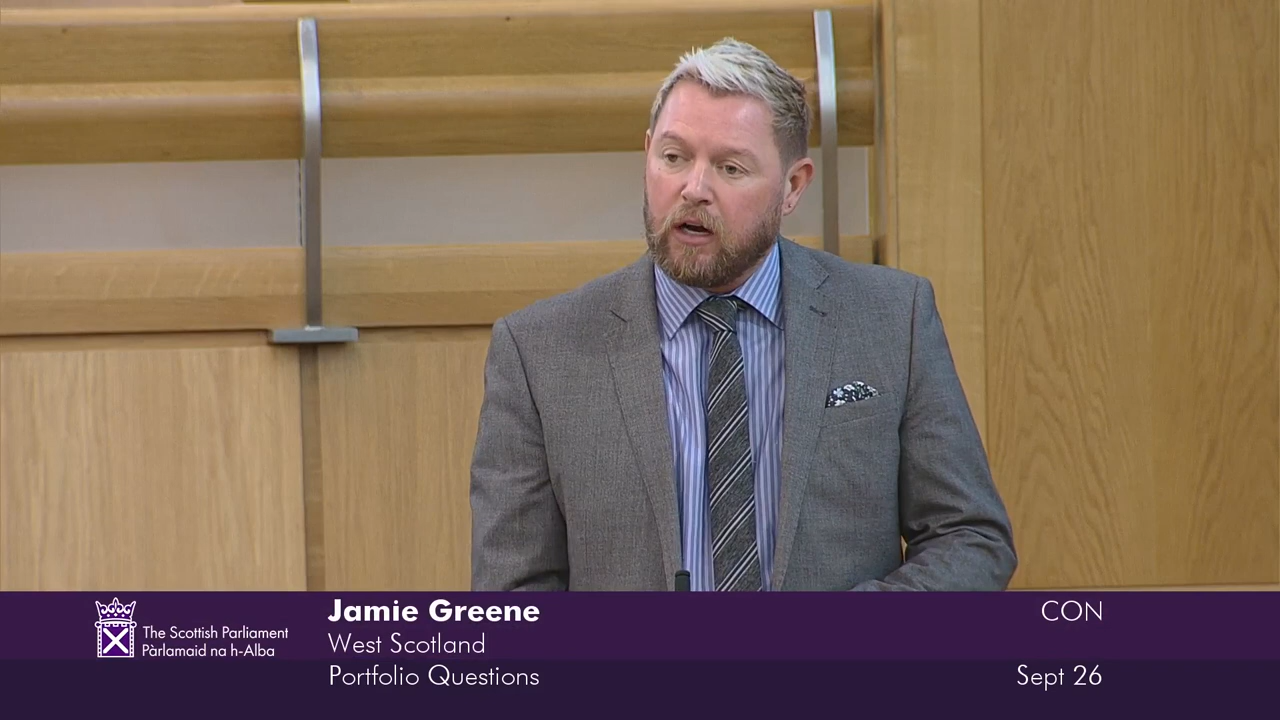 Jamie Greene
CON
The Scottish Parliament
Pàrlamaid na h-Alba
West Scotland
Portfolio Questions
Sept 26